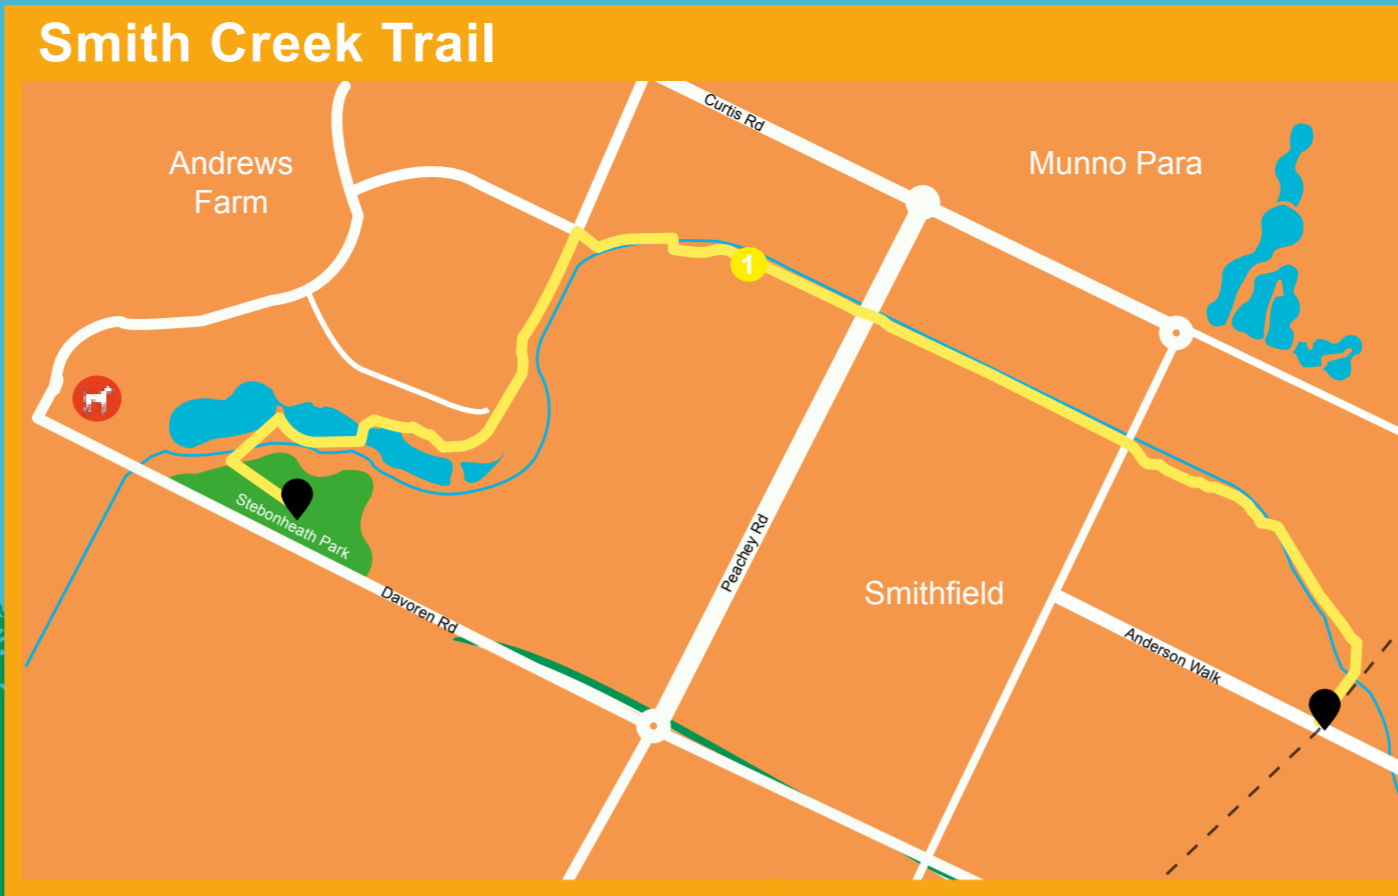 Smith Creek Trail
Curtis Rd
Andrews
Farm
Munno Para
1
Stebonheath Park
Peachey Rd
Smithfield
Davoren Rd
Anderson Walk